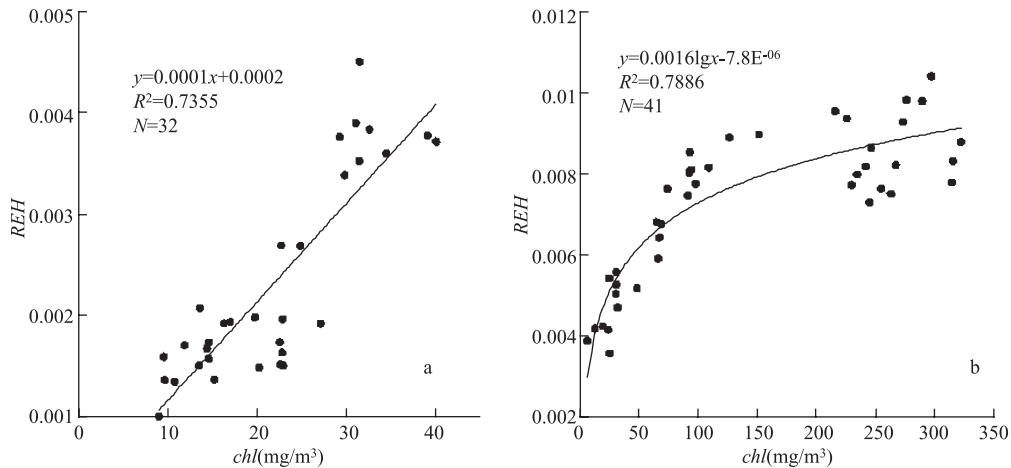 0.005
0.004
0.003
0.002
0.001
REH
y=0.0001x+0.0002
R²=0.7355
N=32
a
0 10 20 30 40
chl(mg/m³)
0.012
0.01
0.008
0.006
0.004
0.002
REH
y=0.0016lgx-7.8E⁻⁰⁶
R²=0.7886
N=41
b
0 50 100 150 200 250 300 350
chl(mg/m³)